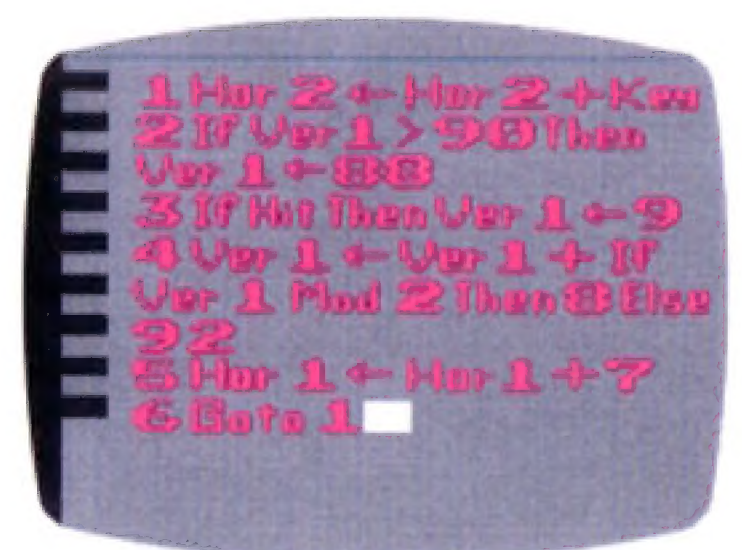 1 Hor 2 ← Hor 2 + Key
2 If Ver 1 > 90 Then
Ver 1 ← 88
3 If Hit Then Ver 1 ← 9
4 Ver 1 ← Ver 1 + If
Ver 1 Mod 2 Then 8 Else
92
5 Hor 1 ← Hor 1 + 7
6 Goto 1